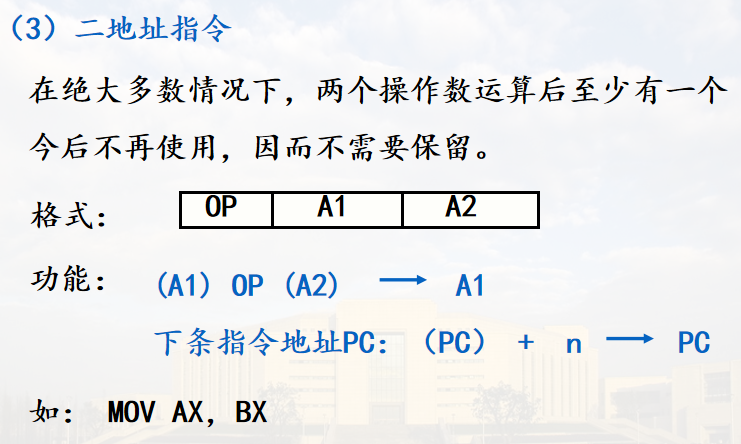 （3）二地址指令
在绝大多数情况下，两个操作数运算后至少有一个
今后不再使用，因而不需要保留。
格式： OP A1 A2
功能： (A1) OP (A2) → A1
下条指令地址PC：（PC） + n → PC
如： MOV AX, BX